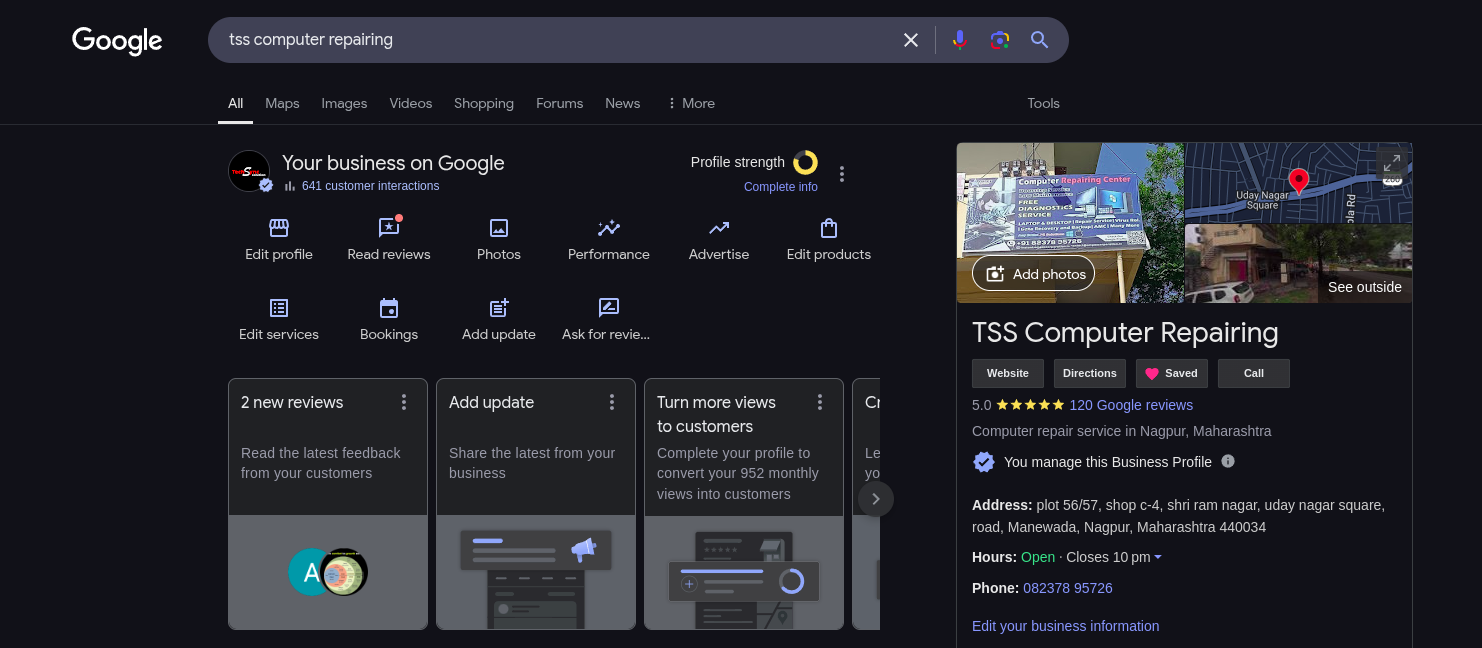 Google
tss computer repairing
All
Maps
Images
Videos
Shopping
Forums
News
More
Tools
Your business on Google
641 customer interactions
Profile strength
Complete info
Edit profile
Read reviews
Photos
Performance
Advertise
Edit products
Edit services
Bookings
Add update
Ask for revie...
2 new reviews
Read the latest feedback
from your customers
A
Add update
Share the latest from your
business
Turn more views
to customers
Complete your profile to
convert your 952 monthly
views into customers
Cr
Le
yo
Computer Repairing Center
FREE
DIAGNOSTICS
SERVICE
LAPTOP & DESKTOP
+91 82378 95726
Add photos
Uday Nagar
Square
See outside
TSS Computer Repairing
Website
Directions
Saved
Call
5.0
120 Google reviews
Computer repair service in Nagpur, Maharashtra
You manage this Business Profile
Address: plot 56/57, shop c-4, shri ram nagar, uday nagar square,
road, Manewada, Nagpur, Maharashtra 440034
Hours: Open · Closes 10 pm
Phone: 082378 95726
Edit your business information